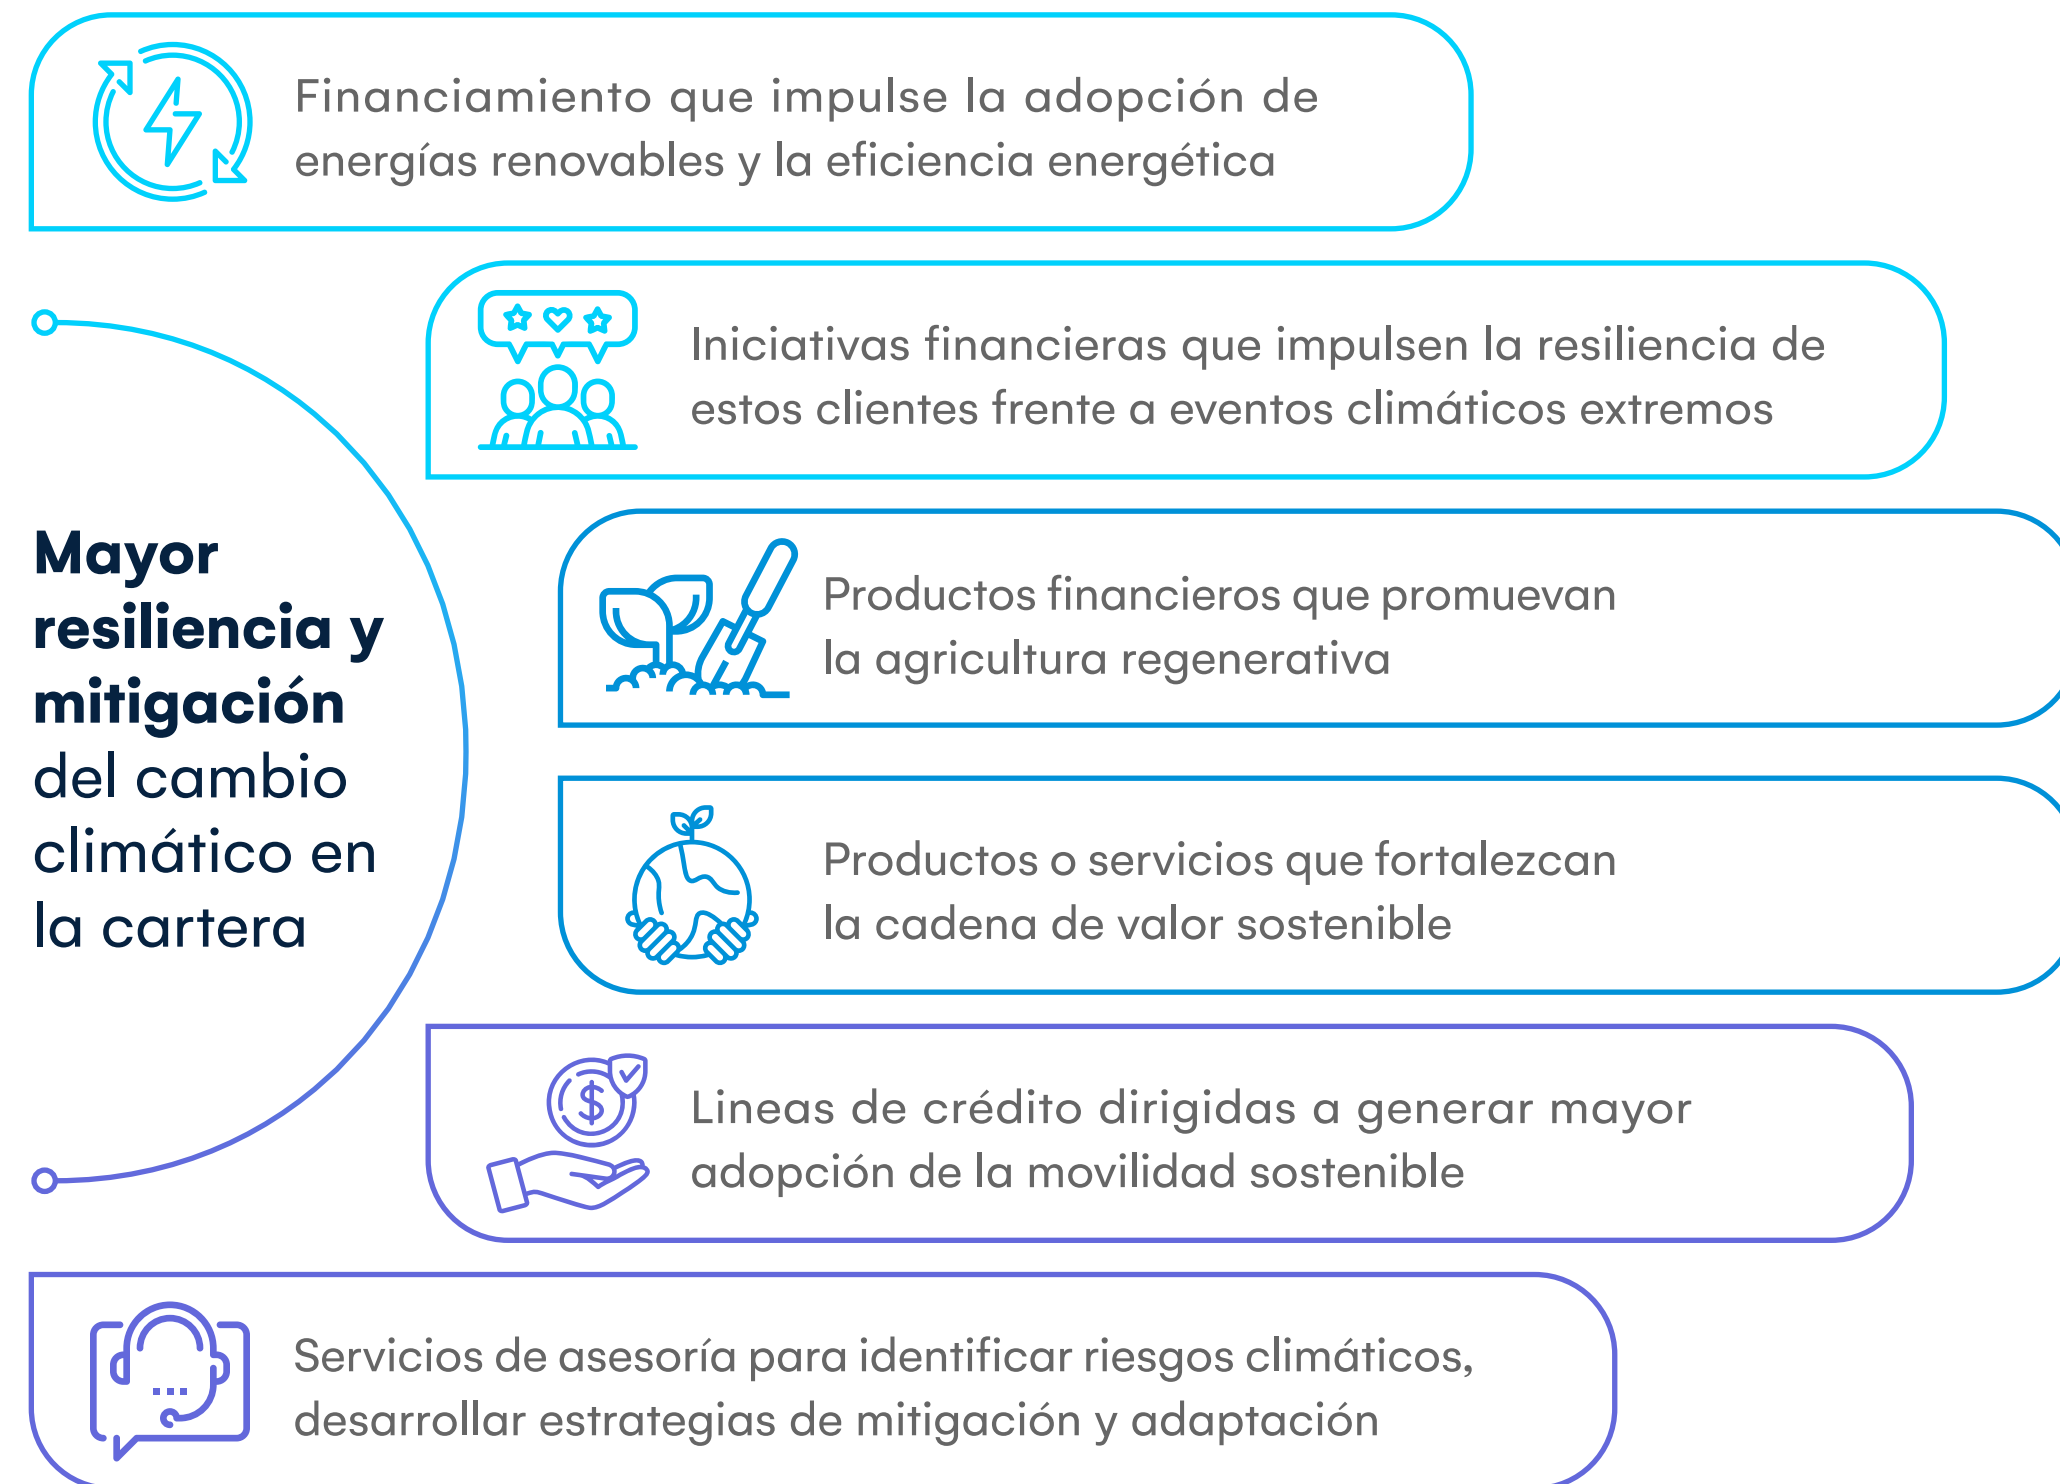 Financiamiento que impulse la adopción de
energías renovables y la eficiencia energética
Iniciativas financieras que impulsen la resiliencia de
estos clientes frente a eventos climáticos extremos
Mayor
resiliencia y
mitigación
del cambio
climático en
la cartera
Productos financieros que promuevan
la agricultura regenerativa
Productos o servicios que fortalezcan
la cadena de valor sostenible
Lineas de crédito dirigidas a generar mayor
adopción de la movilidad sostenible
Servicios de asesoría para identificar riesgos climáticos,
desarrollar estrategias de mitigación y adaptación